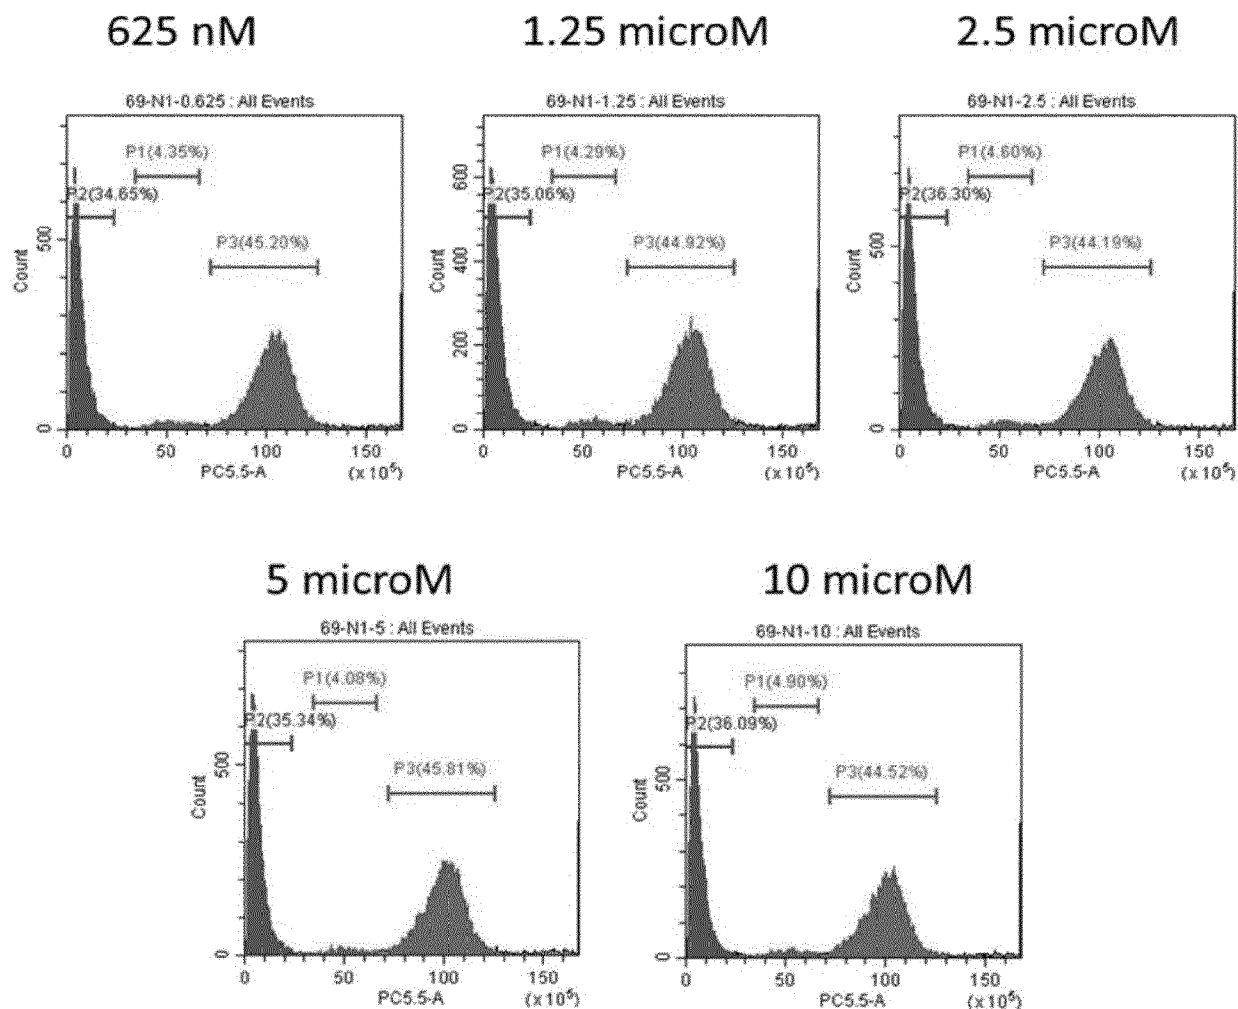 625 nM
1.25 microM
2.5 microM
69-N1-0.625 : All Events
69-N1-1.25 : All Events
69-N1-2.5 : All Events
P1(4.35%)
P2(34.65%)
P3(45.20%)
Count
500
0
0 50 100 150
PC5.5-A
(x 10⁵)
P1(4.29%)
P2(35.06%)
P3(44.92%)
Count
600
400
200
0
0 50 100 150
PC5.5-A
(x 10⁵)
P1(4.60%)
P2(36.30%)
P3(44.19%)
Count
500
0
0 50 100 150
PC5.5-A
(x 10⁵)
5 microM
10 microM
69-N1-5 : All Events
69-N1-10 : All Events
P1(4.08%)
P2(35.34%)
P3(45.81%)
Count
500
0
0 50 100 150
PC5.5-A
(x 10⁵)
P1(4.90%)
P2(36.09%)
P3(44.52%)
Count
500
0
0 50 100 150
PC5.5-A
(x 10⁵)